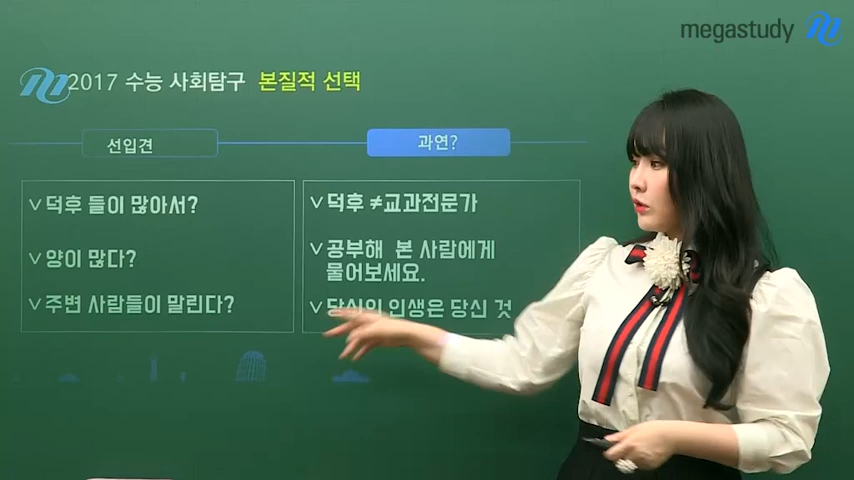 megastudy
2017 수능 사회탐구 본질적 선택
선입견
과연?
∨덕후 들이 많아서?
∨양이 많다?
∨주변 사람들이 말린다?
∨덕후 ≠교과전문가
∨공부해 본 사람에게
물어보세요.
∨당신의 인생은 당신 것